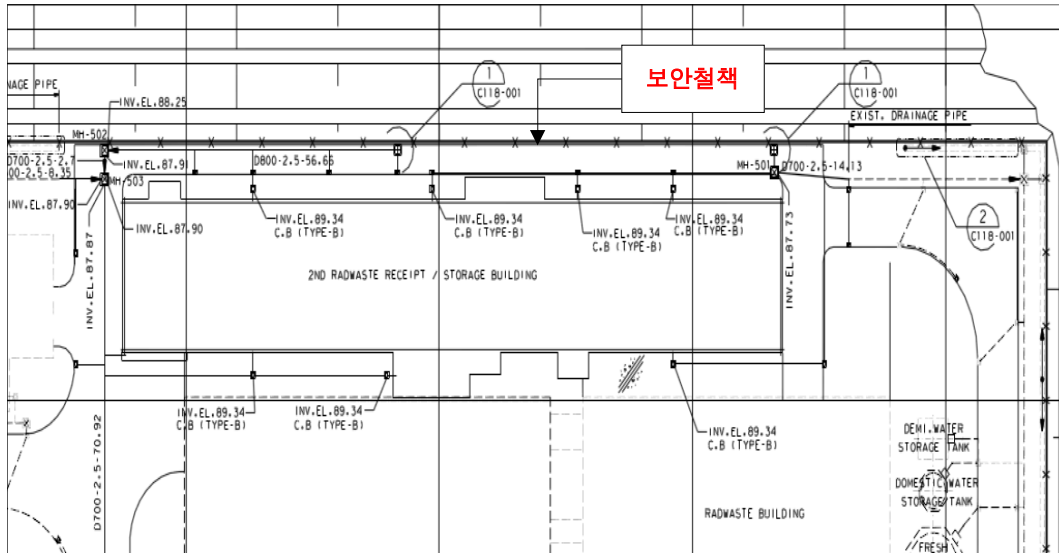 보안철책
1
C118-001
1
C118-001
NAGE PIPE
INV.EL.88.25
EXIST. DRAINAGE PIPE
MH-502
D700-2.5-2.7
INV.EL.87.91
D800-2.5-56.65
MH-501
D700-2.5-14.13
00-2.5-8.35
MH-503
INV.EL.87.90
INV.EL.87.90
INV.EL.89.34
C.B (TYPE-B)
INV.EL.89.34
C.B (TYPE-B)
INV.EL.89.34
C.B (TYPE-B)
INV.EL.89.34
C.B (TYPE-B)
2
C118-001
INV.EL.87.87
INV.EL.87.73
2ND RADWASTE RECEIPT / STORAGE BUILDING
INV.EL.89.34
C.B (TYPE-B)
INV.EL.89.34
C.B (TYPE-B)
INV.EL.89.34
C.B (TYPE-B)
D700-2.5-70.92
DEMI.WATER
STORAGE TANK
DOMESTIC WATER
STORAGE TANK
RADWASTE BUILDING
FRESH